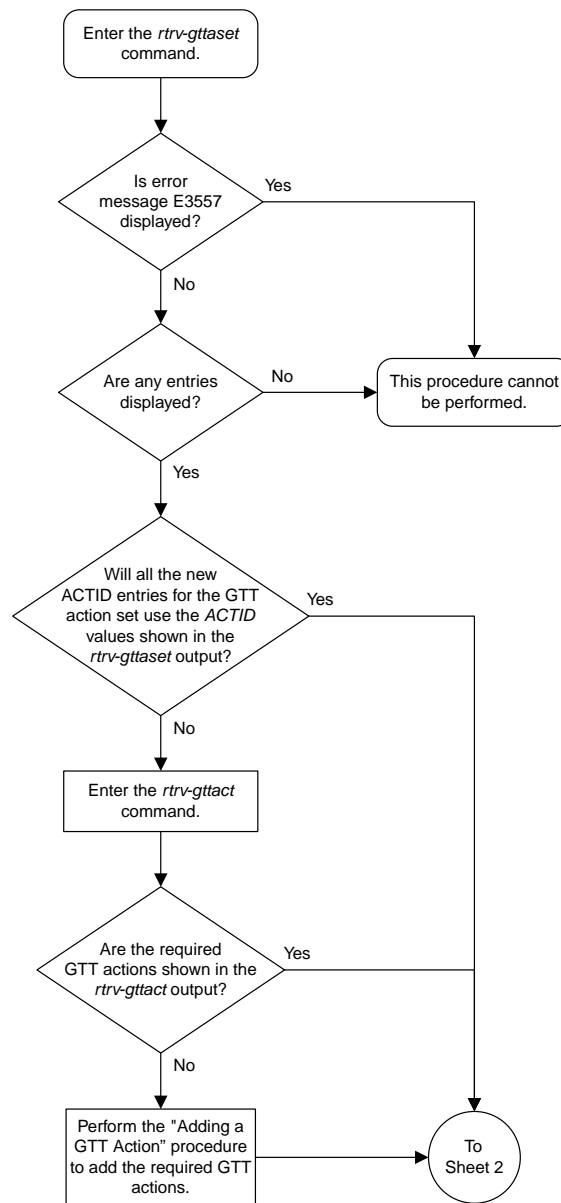 Enter the rtrv-gttaset
command.
Is error
message E3557
displayed?
Yes
No
Are any entries
displayed?
No
This procedure cannot
be performed.
Yes
Will all the new
ACTID entries for the GTT
action set use the ACTID
values shown in the
rtrv-gttaset output?
Yes
No
Enter the rtrv-gttact
command.
Are the required
GTT actions shown in the
rtrv-gttact output?
Yes
No
Perform the "Adding a
GTT Action” procedure
to add the required GTT
actions.
To
Sheet 2